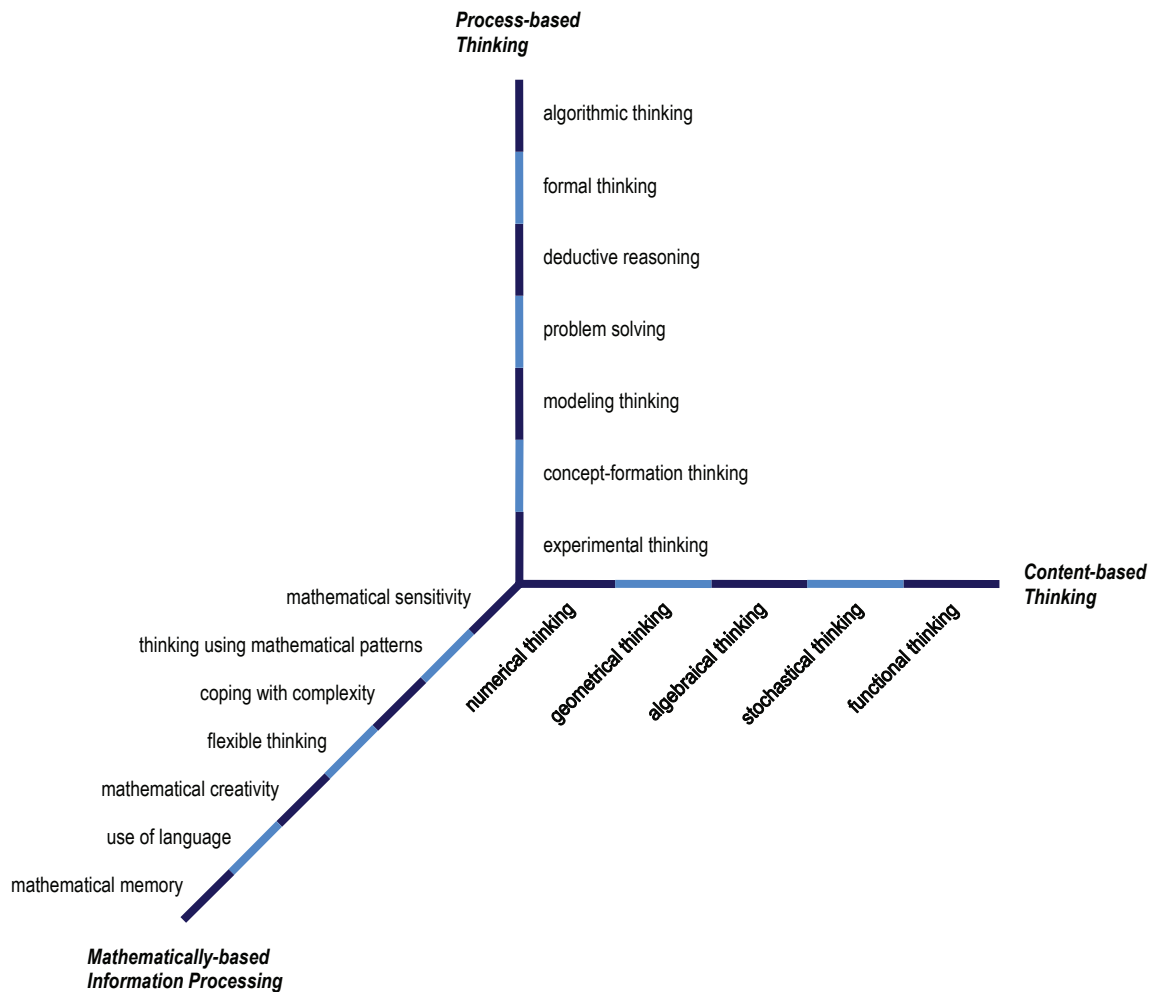 Process-based
Thinking
algorithmic thinking
formal thinking
deductive reasoning
problem solving
modeling thinking
concept-formation thinking
experimental thinking
Content-based
Thinking
numerical thinking
geometrical thinking
algebraical thinking
stochastical thinking
functional thinking
mathematical sensitivity
thinking using mathematical patterns
coping with complexity
flexible thinking
mathematical creativity
use of language
mathematical memory
Mathematically-based
Information Processing